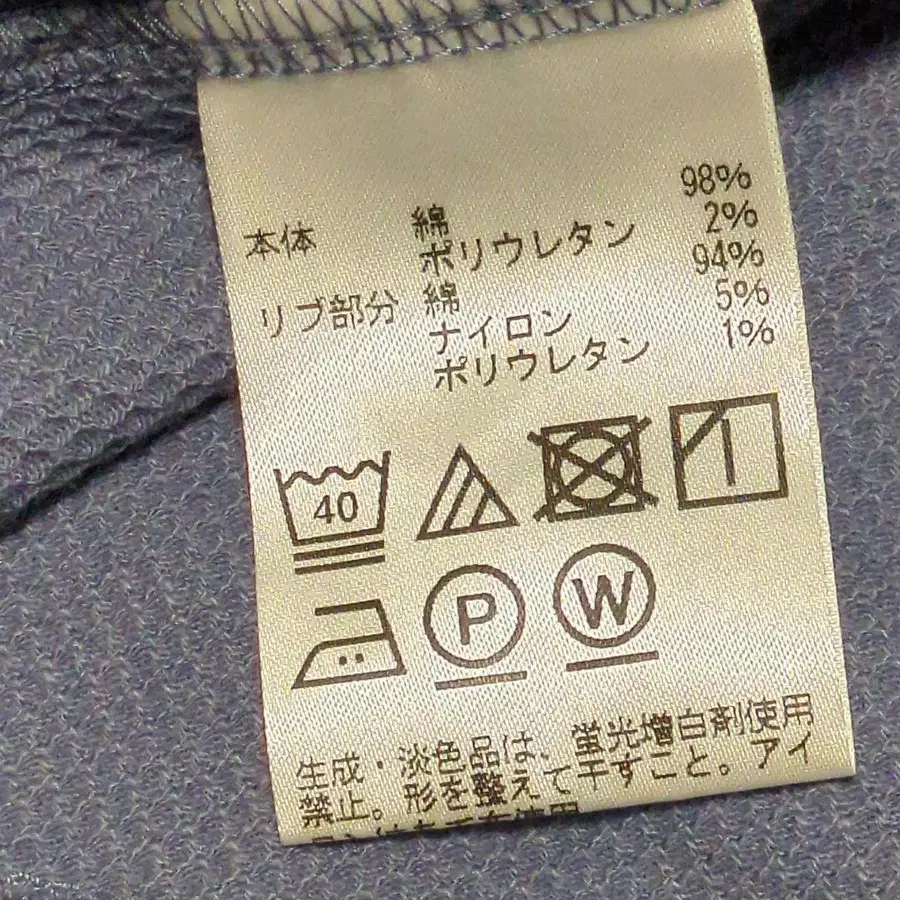 本体 綿 98%
ポリウレタン 2%
リブ部分 綿 94%
ナイロン 5%
ポリウレタン 1%
40
P W
生成・淡色品は、蛍光増白剤使用
禁止。形を整えて干すこと。アイ